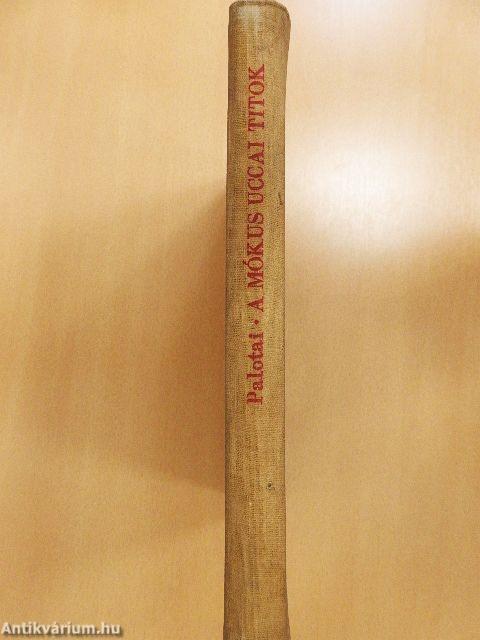 Palotai • A MÓKUS UCCAI TITOK
Antikvárium.hu